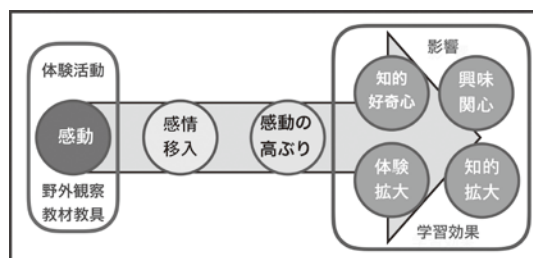 体験活動
感動
野外観察
教材教具
感情
移入
感動の
高ぶり
影響
知的
好奇心
興味
関心
体験
拡大
知的
拡大
学習効果